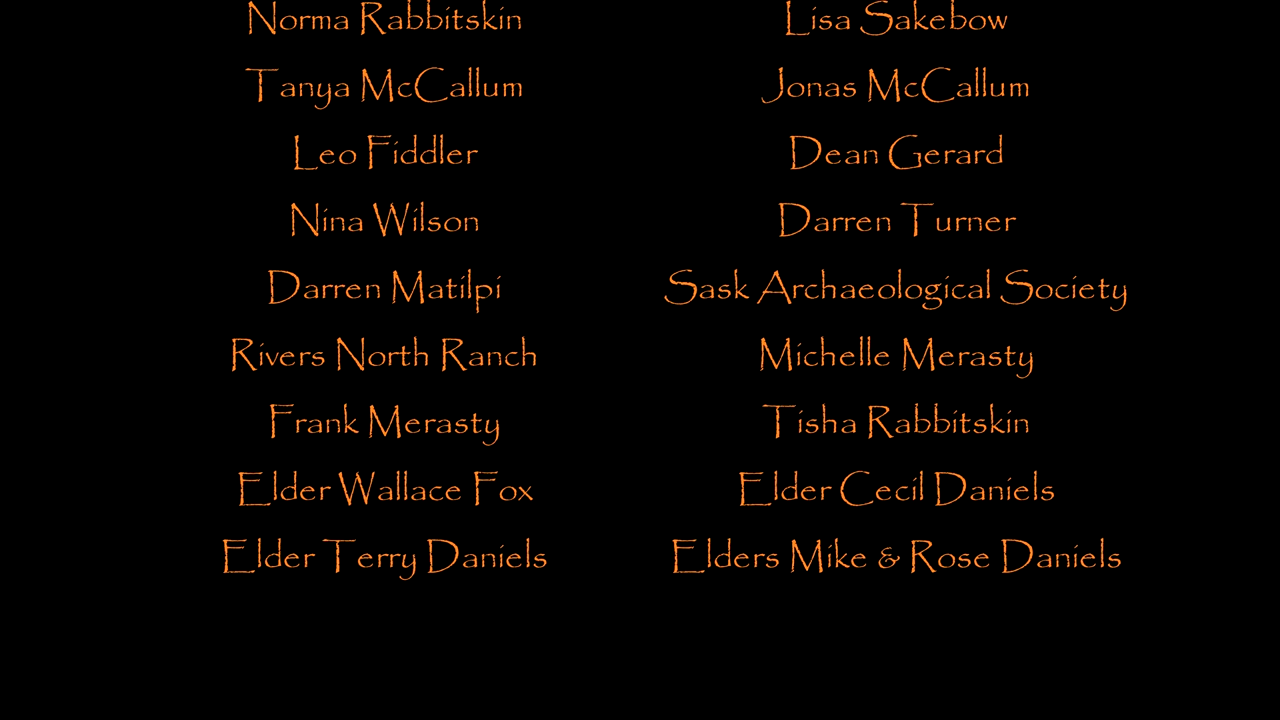 Norma Rabbitskin
Lisa Sakebow
Tanya McCallum
Jonas McCallum
Leo Fiddler
Dean Gerard
Nina Wilson
Darren Turner
Darren Matilpi
Sask Archaeological Society
Rivers North Ranch
Michelle Merasty
Frank Merasty
Tisha Rabbitskin
Elder Wallace Fox
Elder Cecil Daniels
Elder Terry Daniels
Elders Mike & Rose Daniels